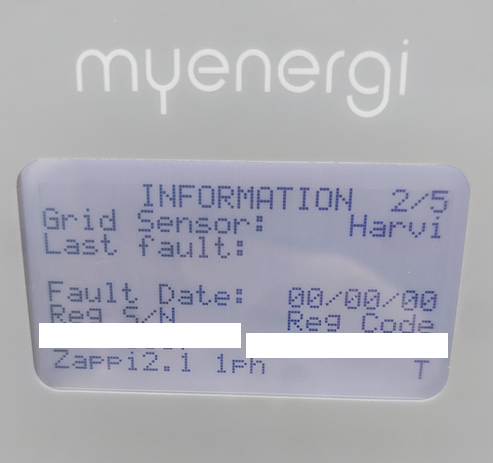 myenergi
INFORMATION 2/5
Grid Sensor: Harvi
Last fault:
Fault Date: 00/00/00
Reg S/N Reg Code
Zappi2.1 1ph T